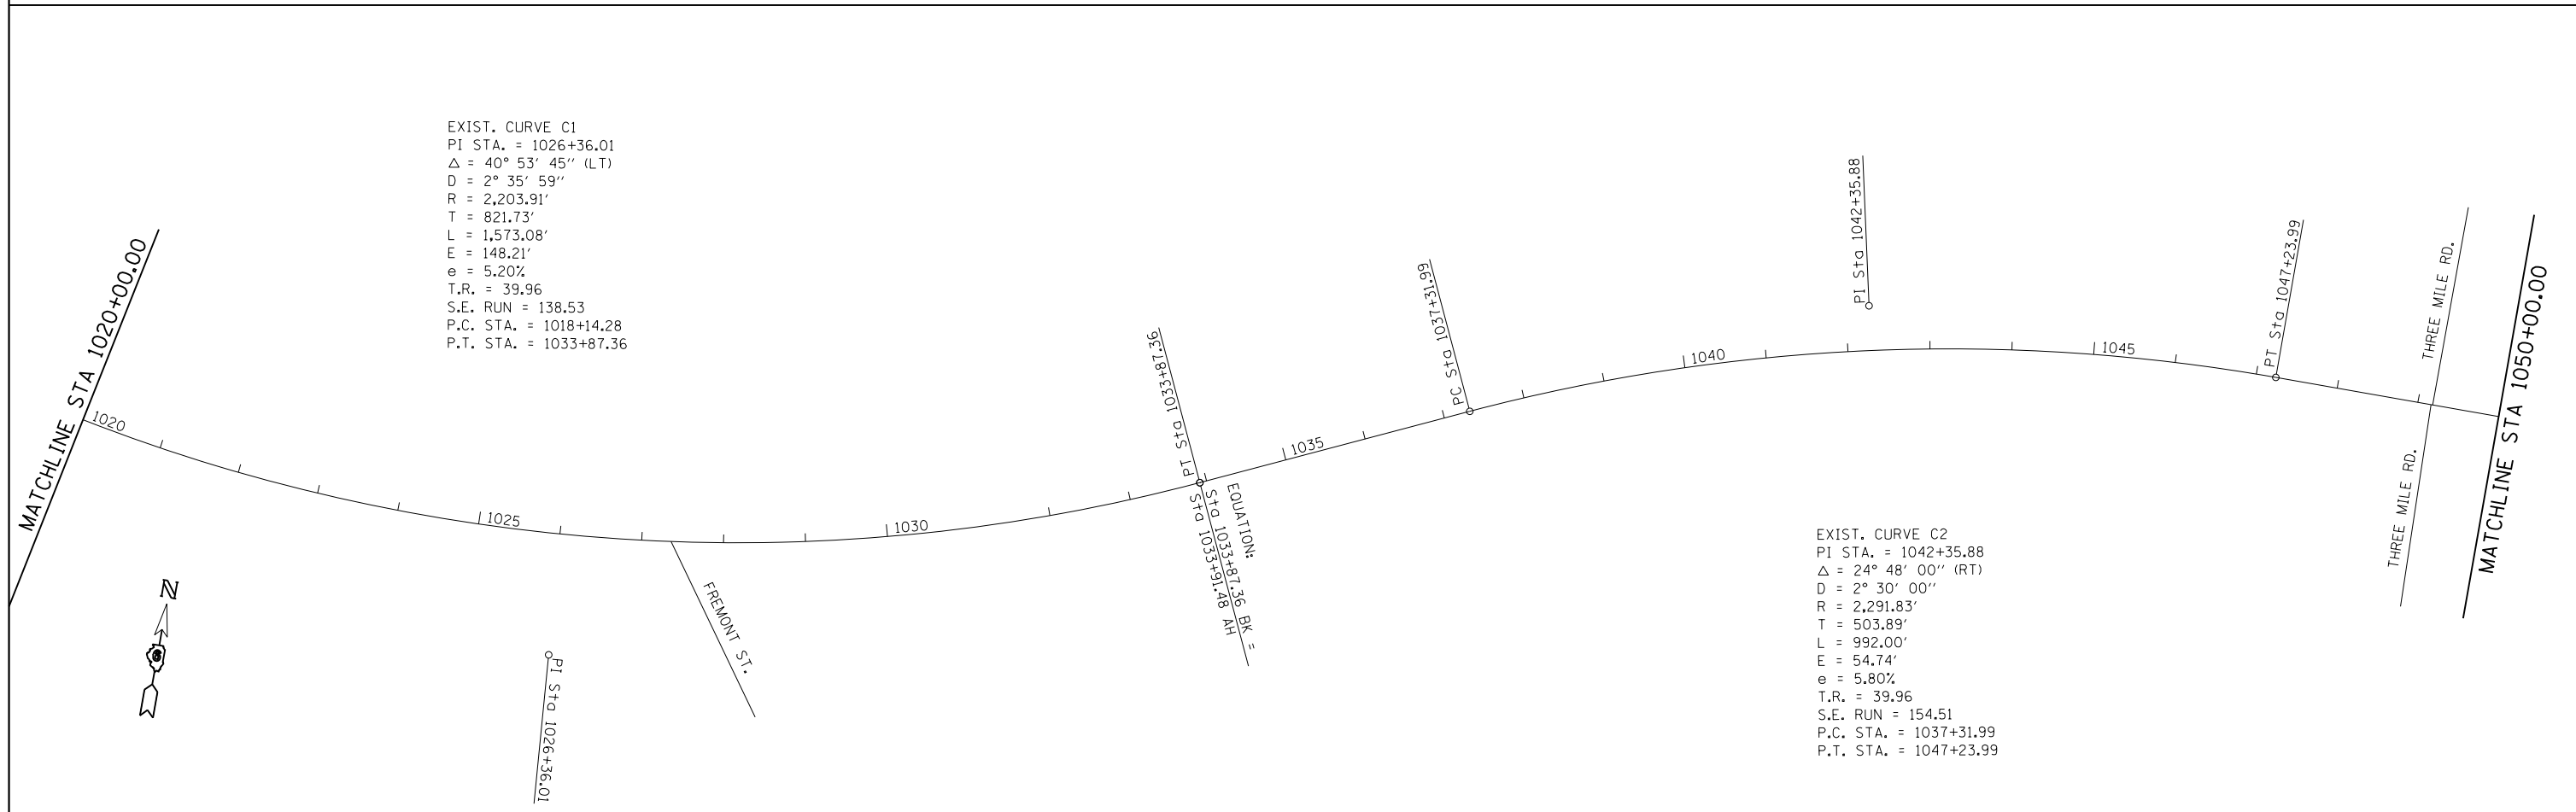 EXIST. CURVE C1
PI STA. = 1026+36.01
Δ = 40° 53' 45'' (LT)
D = 2° 35' 59''
R = 2,203.91'
T = 821.73'
L = 1,573.08'
E = 148.21'
e = 5.20%
T.R. = 39.96
S.E. RUN = 138.53
P.C. STA. = 1018+14.28
P.T. STA. = 1033+87.36
MATCHLINE STA 1020+00.00
1020
1025
1030
1035
1040
1045
N
PI Sta 1026+36.01
FREMONT ST.
PT Sta 1033+87.36
EQUATION:
Sta 1033+87.36 BK =
Sta 1033+91.48 AH
PC Sta 1037+31.99
PI Sta 1042+35.88
PT Sta 1047+23.99
THREE MILE RD.
THREE MILE RD.
MATCHLINE STA 1050+00.00
EXIST. CURVE C2
PI STA. = 1042+35.88
Δ = 24° 48' 00'' (RT)
D = 2° 30' 00''
R = 2,291.83'
T = 503.89'
L = 992.00'
E = 54.74'
e = 5.80%
T.R. = 39.96
S.E. RUN = 154.51
P.C. STA. = 1037+31.99
P.T. STA. = 1047+23.99